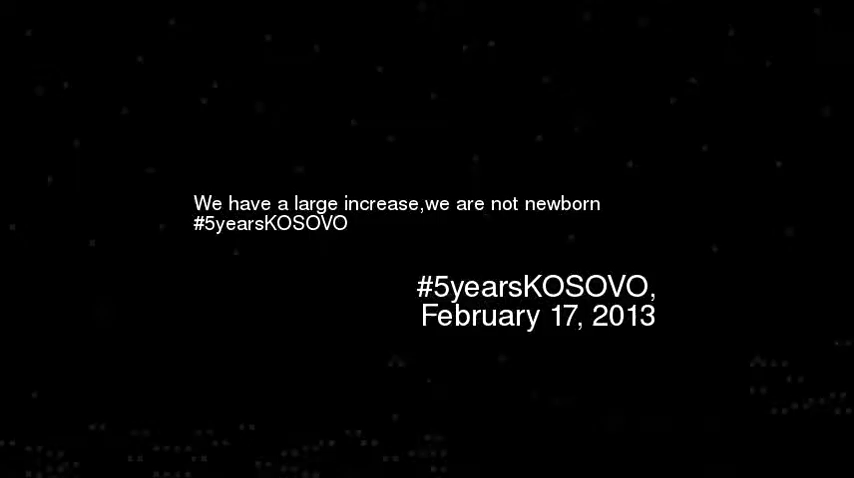 We have a large increase,we are not newborn
#5yearsKOSOVO
#5yearsKOSOVO,
February 17, 2013